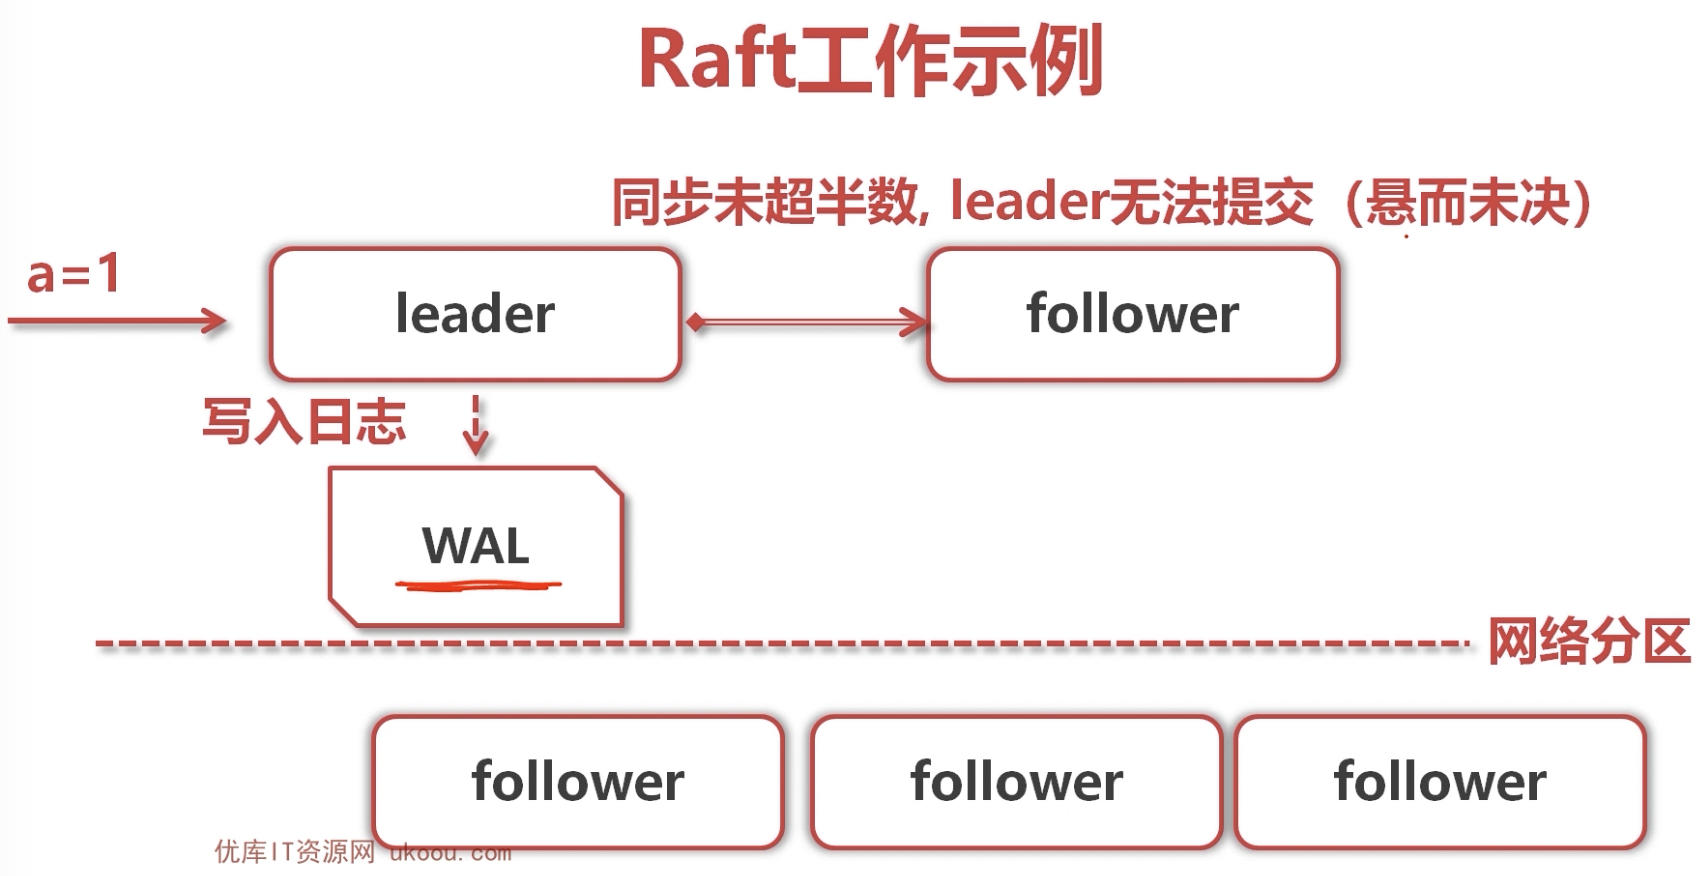 Raft工作示例
同步未超半数, leader无法提交（悬而未决）
a=1
leader
follower
写入日志
WAL
网络分区
follower
follower
follower
优库IT资源网 ukoou.com